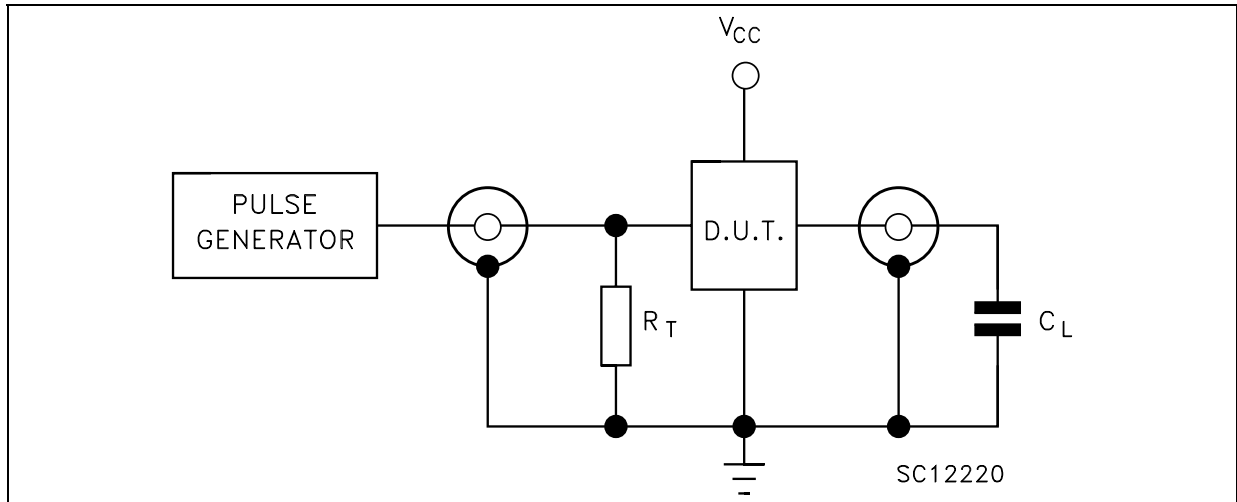 VCC
PULSE
GENERATOR
D.U.T.
RT
CL
SC12220